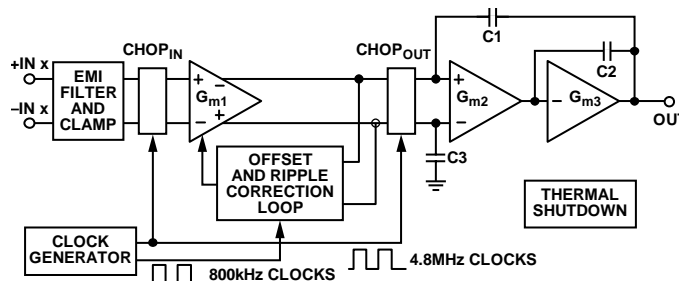 +IN x
–IN x
EMI
FILTER
AND
CLAMP
CHOPIN
+
–
Gm1
–
+
CHOPOUT
C1
+
–
Gm2
C2
–
Gm3
OUT
C3
OFFSET
AND RIPPLE
CORRECTION
LOOP
THERMAL
SHUTDOWN
CLOCK
GENERATOR
800kHz CLOCKS
4.8MHz CLOCKS